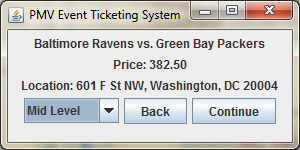 PMV Event Ticketing System
Baltimore Ravens vs. Green Bay Packers
Price: 382.50
Location: 601 F St NW, Washington, DC 20004
Mid Level Back Continue